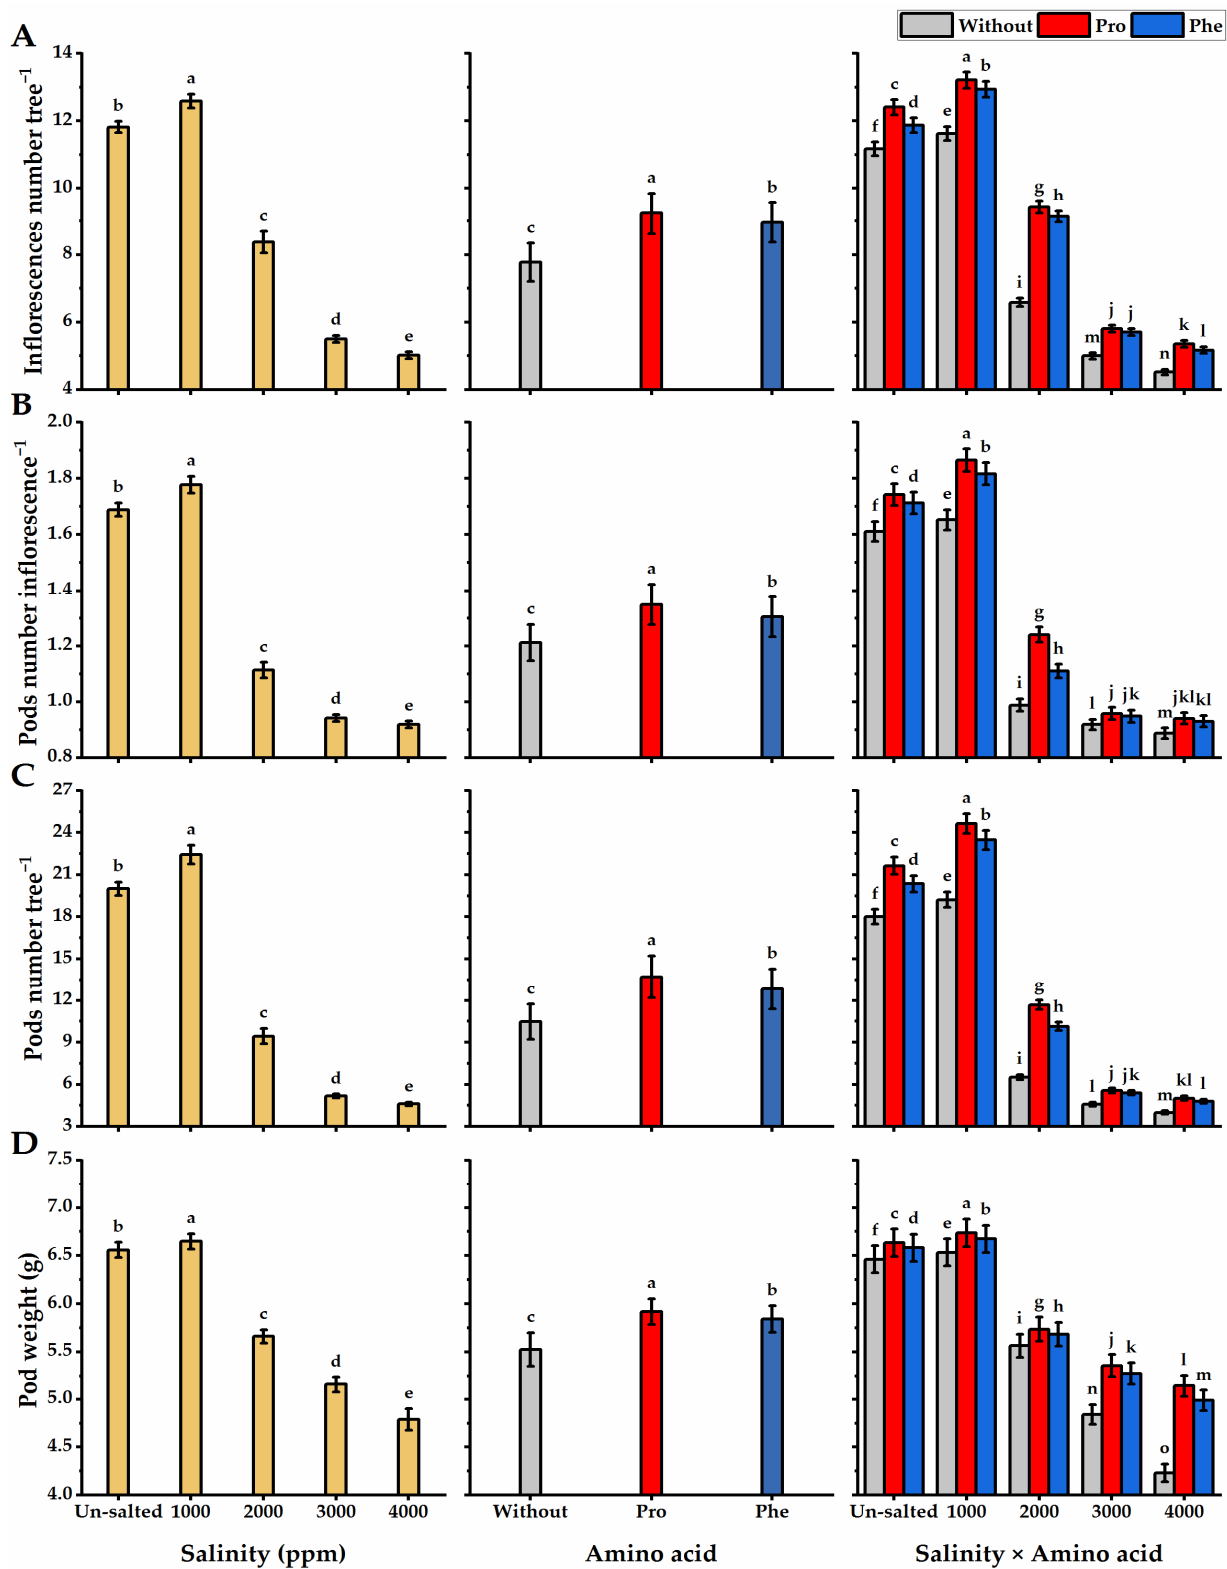 Without Pro Phe
A
Inflorescences number tree⁻¹
14
12
10
8
6
4
b a c d e
c a b
f c d e a b i g h m j j n k l
B
Pods number inflorescence⁻¹
2.0
1.8
1.6
1.4
1.2
1.0
0.8
b a c d e
c a b
f c d e a b i g h l j jk m jkl kl
C
Pods number tree⁻¹
27
24
21
18
15
12
9
6
3
b a c d e
c a b
f c d e a b i g h l j jk m kl l
D
Pod weight (g)
7.5
7.0
6.5
6.0
5.5
5.0
4.5
4.0
b a c d e
c a b
f c d e a b i g h n j k o l m
Un-salted 1000 2000 3000 4000 Without Pro Phe Un-salted 1000 2000 3000 4000
Salinity (ppm) Amino acid Salinity × Amino acid